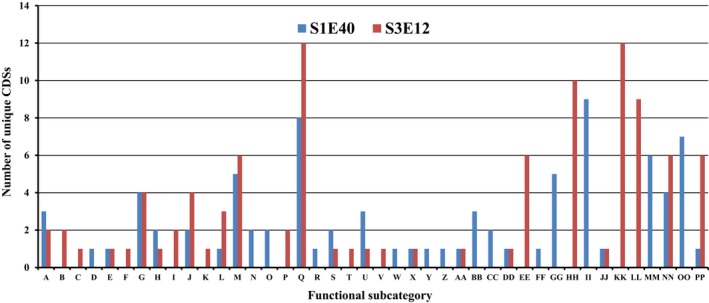 S1E40 S3E12
Number of unique CDSs
14
12
10
8
6
4
2
0
A B C D E F G H I J K L M N O P Q R S T U V W X Y Z AA BB CC DD EE FF GG HH II JJ KK LL MM NN OO PP
Functional subcategory